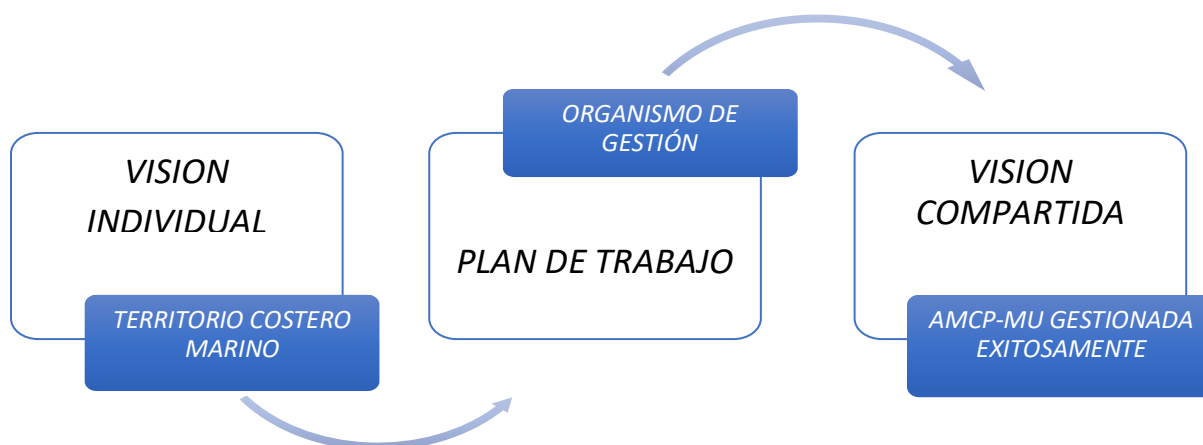 VISION
INDIVIDUAL
TERRITORIO COSTERO
MARINO
ORGANISMO DE
GESTIÓN
PLAN DE TRABAJO
VISION
COMPARTIDA
AMCP-MU GESTIONADA
EXITOSAMENTE